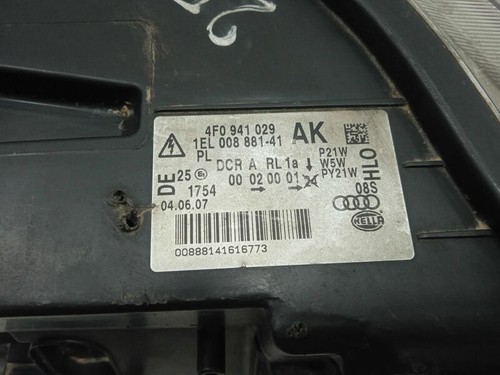 4F0 941 029 AK
1EL 008 881-41
PL DCR A RL 1a ↓ P21W
W5W
DE 25 00 02 00 01 24 PY21W
HLO
1754 → →
04.06.07 08S
HELLA
00888141616773